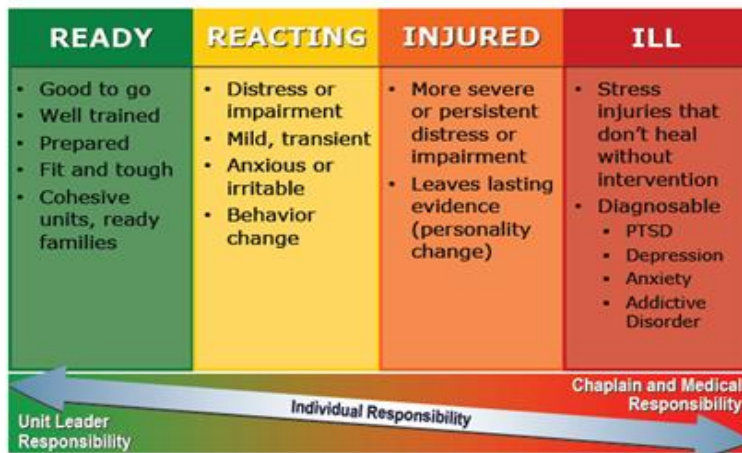 READY
Good to go
Well trained
Prepared
Fit and tough
Cohesive
units, ready
families
REACTING
Distress or
impairment
Mild, transient
Anxious or
irritable
Behavior
change
INJURED
More severe
or persistent
distress or
impairment
Leaves lasting
evidence
(personality
change)
ILL
Stress
injuries that
don't heal
without
intervention
Diagnosable
PTSD
Depression
Anxiety
Addictive
Disorder
Unit Leader
Responsibility
Individual Responsibility
Chaplain and Medical
Responsibility